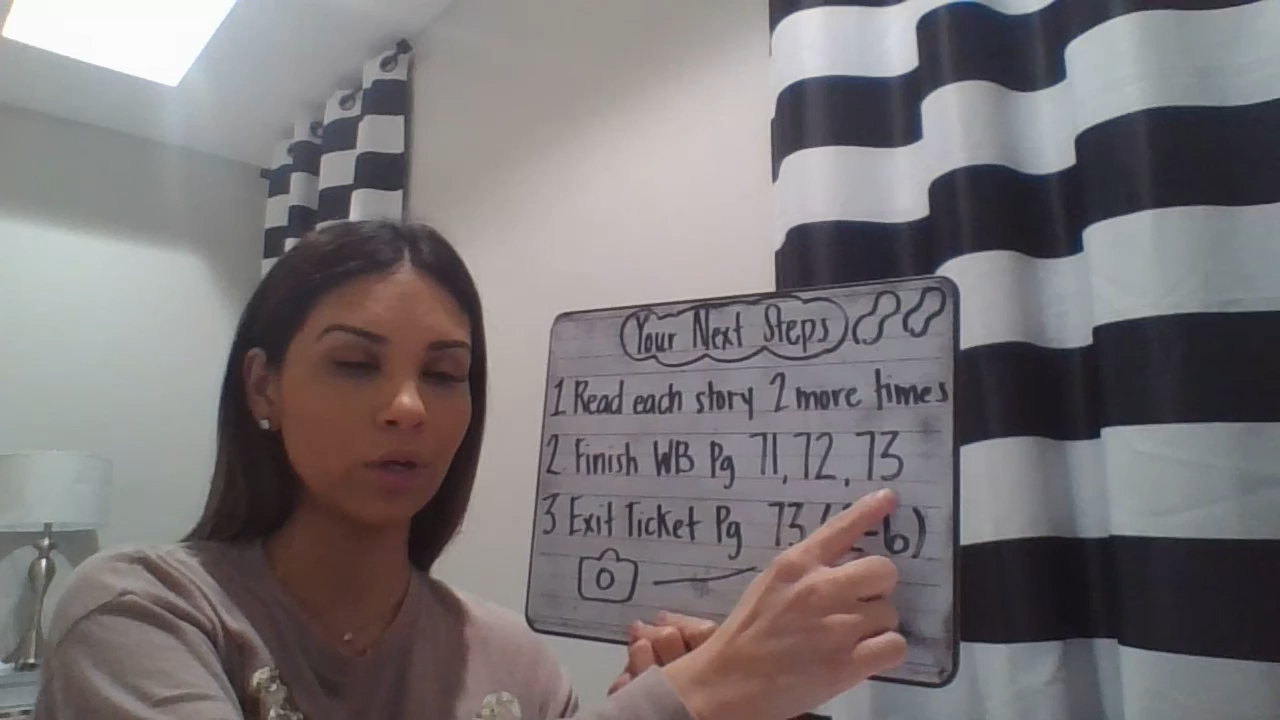 Your Next Steps
1 Read each story 2 more times
2 Finish WB Pg 71, 72, 73
3 Exit Ticket Pg 73 -6)